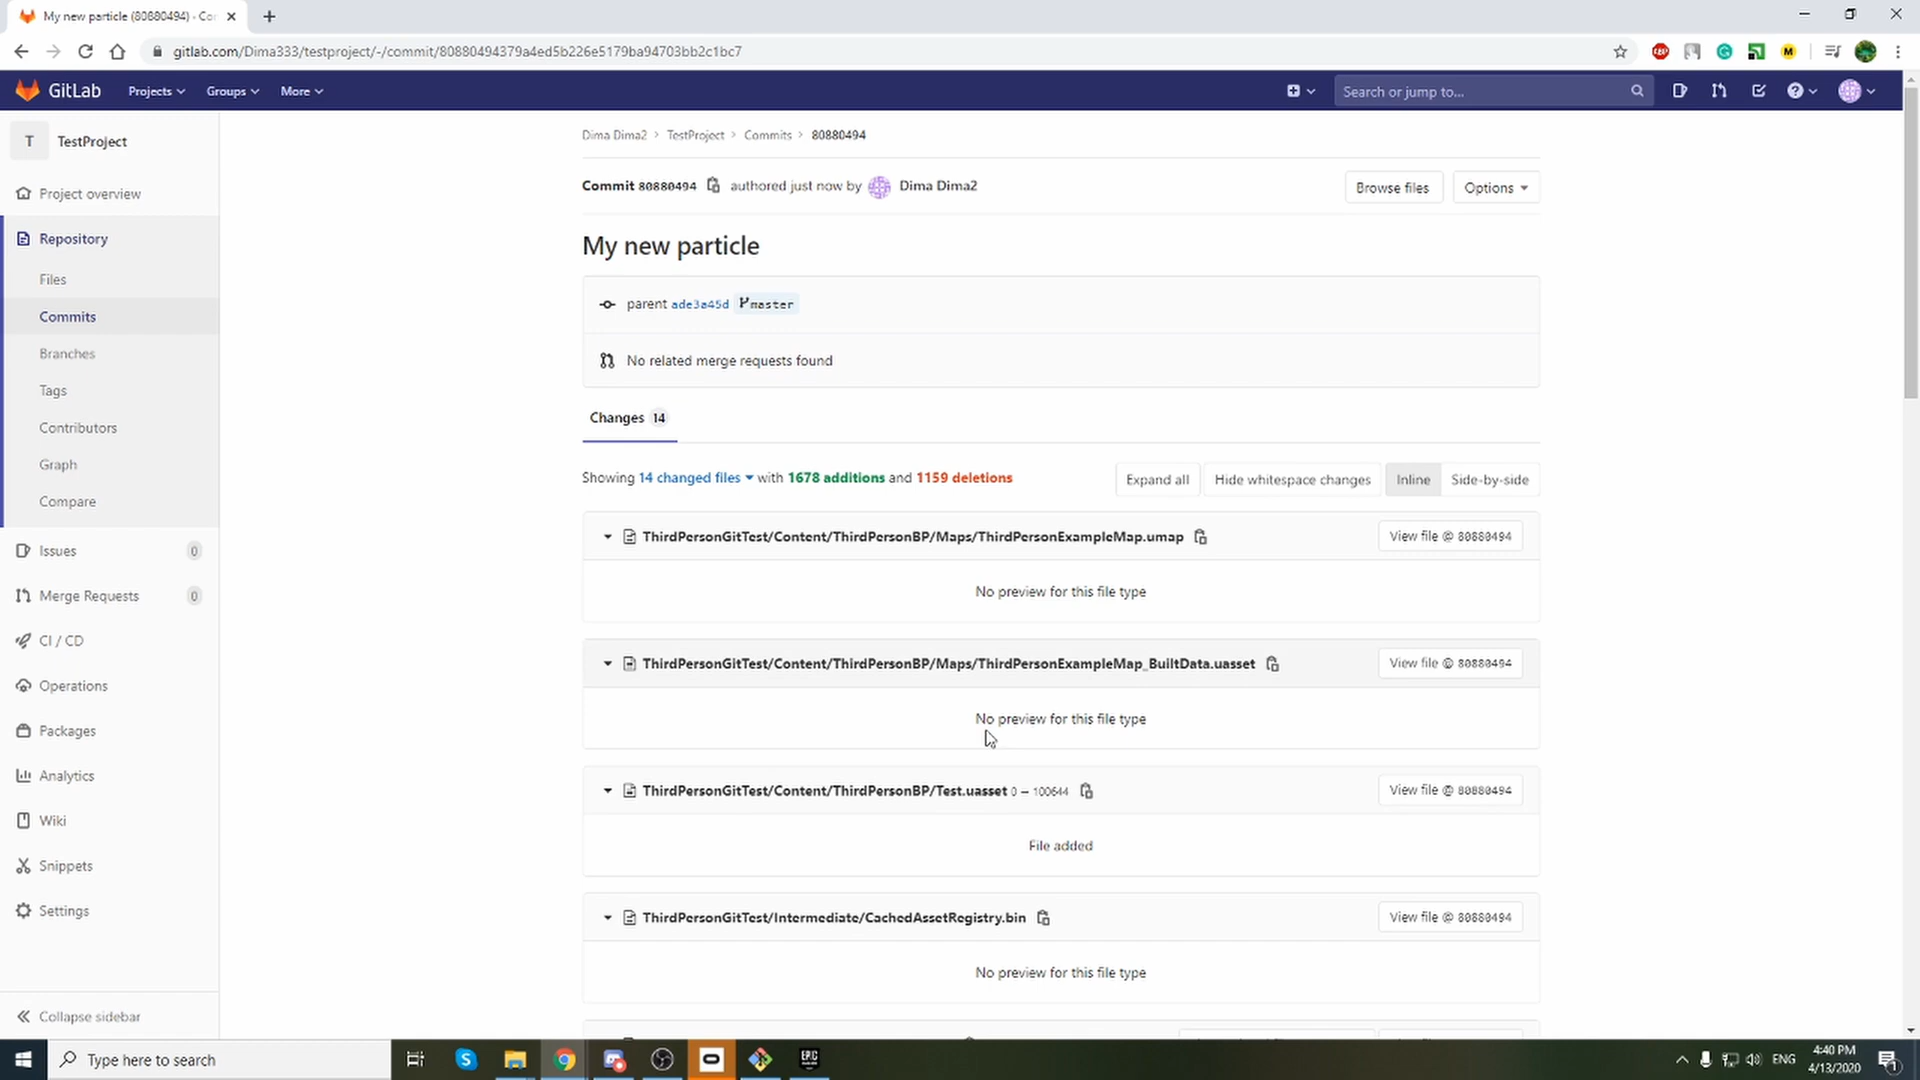 My new particle (80880494) · Co
gitlab.com/Dima333/testproject/-/commit/80880494379a4ed5b226e5179ba94703bb2c1bc7
GitLab Projects Groups More Search or jump to...
T TestProject
Project overview
Repository
Files
Commits
Branches
Tags
Contributors
Graph
Compare
Issues 0
Merge Requests 0
CI / CD
Operations
Packages
Analytics
Wiki
Snippets
Settings
Collapse sidebar
Dima Dima2 > TestProject > Commits > 80880494
Commit 80880494 authored just now by Dima Dima2 Browse files Options
My new particle
parent ade3a45d master
No related merge requests found
Changes 14
Showing 14 changed files with 1678 additions and 1159 deletions Expand all Hide whitespace changes Inline Side-by-side
ThirdPersonGitTest/Content/ThirdPersonBP/Maps/ThirdPersonExampleMap.umap View file @ 80880494
No preview for this file type
ThirdPersonGitTest/Content/ThirdPersonBP/Maps/ThirdPersonExampleMap_BuiltData.uasset View file @ 80880494
No preview for this file type
ThirdPersonGitTest/Content/ThirdPersonBP/Test.uasset 0 → 100644 View file @ 80880494
File added
ThirdPersonGitTest/Intermediate/CachedAssetRegistry.bin View file @ 80880494
No preview for this file type
Type here to search
EPIC
ENG
4:40 PM
4/13/2020